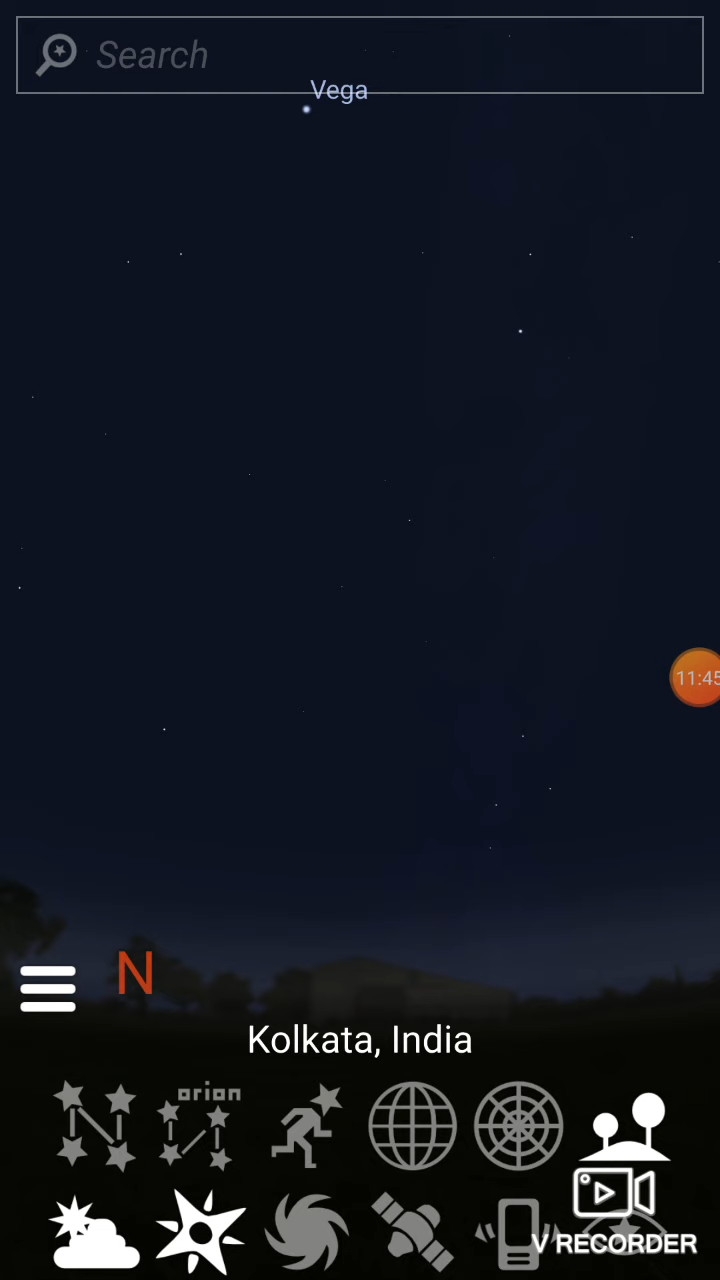 Search
Vega
11:45
N
Kolkata, India
orion
V RECORDER